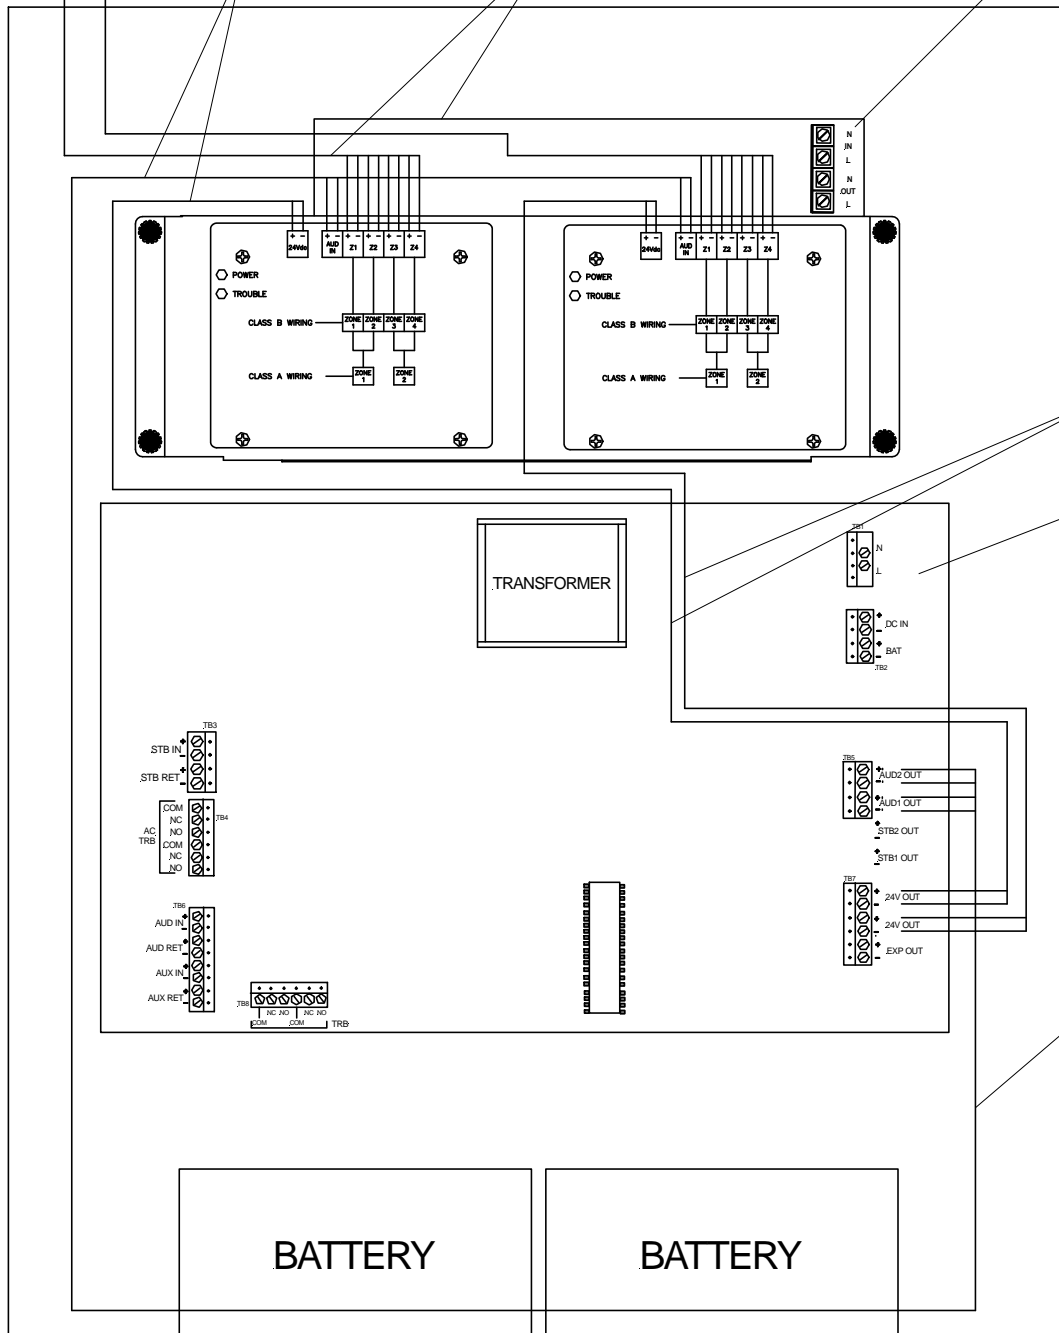 N
IN
L
N
OUT
L
+ - + - + - + - + - + -
24Vdc AUD IN Z1 Z2 Z3 Z4
POWER
TROUBLE
CLASS B WIRING ZONE 1 ZONE 2 ZONE 3 ZONE 4
CLASS A WIRING ZONE 1 ZONE 2
+ - + - + - + - + - + -
24Vdc AUD IN Z1 Z2 Z3 Z4
POWER
TROUBLE
CLASS B WIRING ZONE 1 ZONE 2 ZONE 3 ZONE 4
CLASS A WIRING ZONE 1 ZONE 2
TRANSFORMER
TB1
N
L
+
DC IN
-
+
BAT
-
TB2
TB3
+
STB IN
-
+
STB RET
-
COM
NC
NO
COM
NC
NO
AC
TRB
TB4
TB5
+
AUD2 OUT
-
+
AUD1 OUT
-
+
STB2 OUT
-
+
STB1 OUT
-
TB6
+
AUD IN
-
+
AUD RET
-
+
AUX IN
-
+
AUX RET
-
TB7
+
24V OUT
-
+
24V OUT
-
+
EXP OUT
-
TB8
NC NO NC NO
COM COM TRB
BATTERY BATTERY